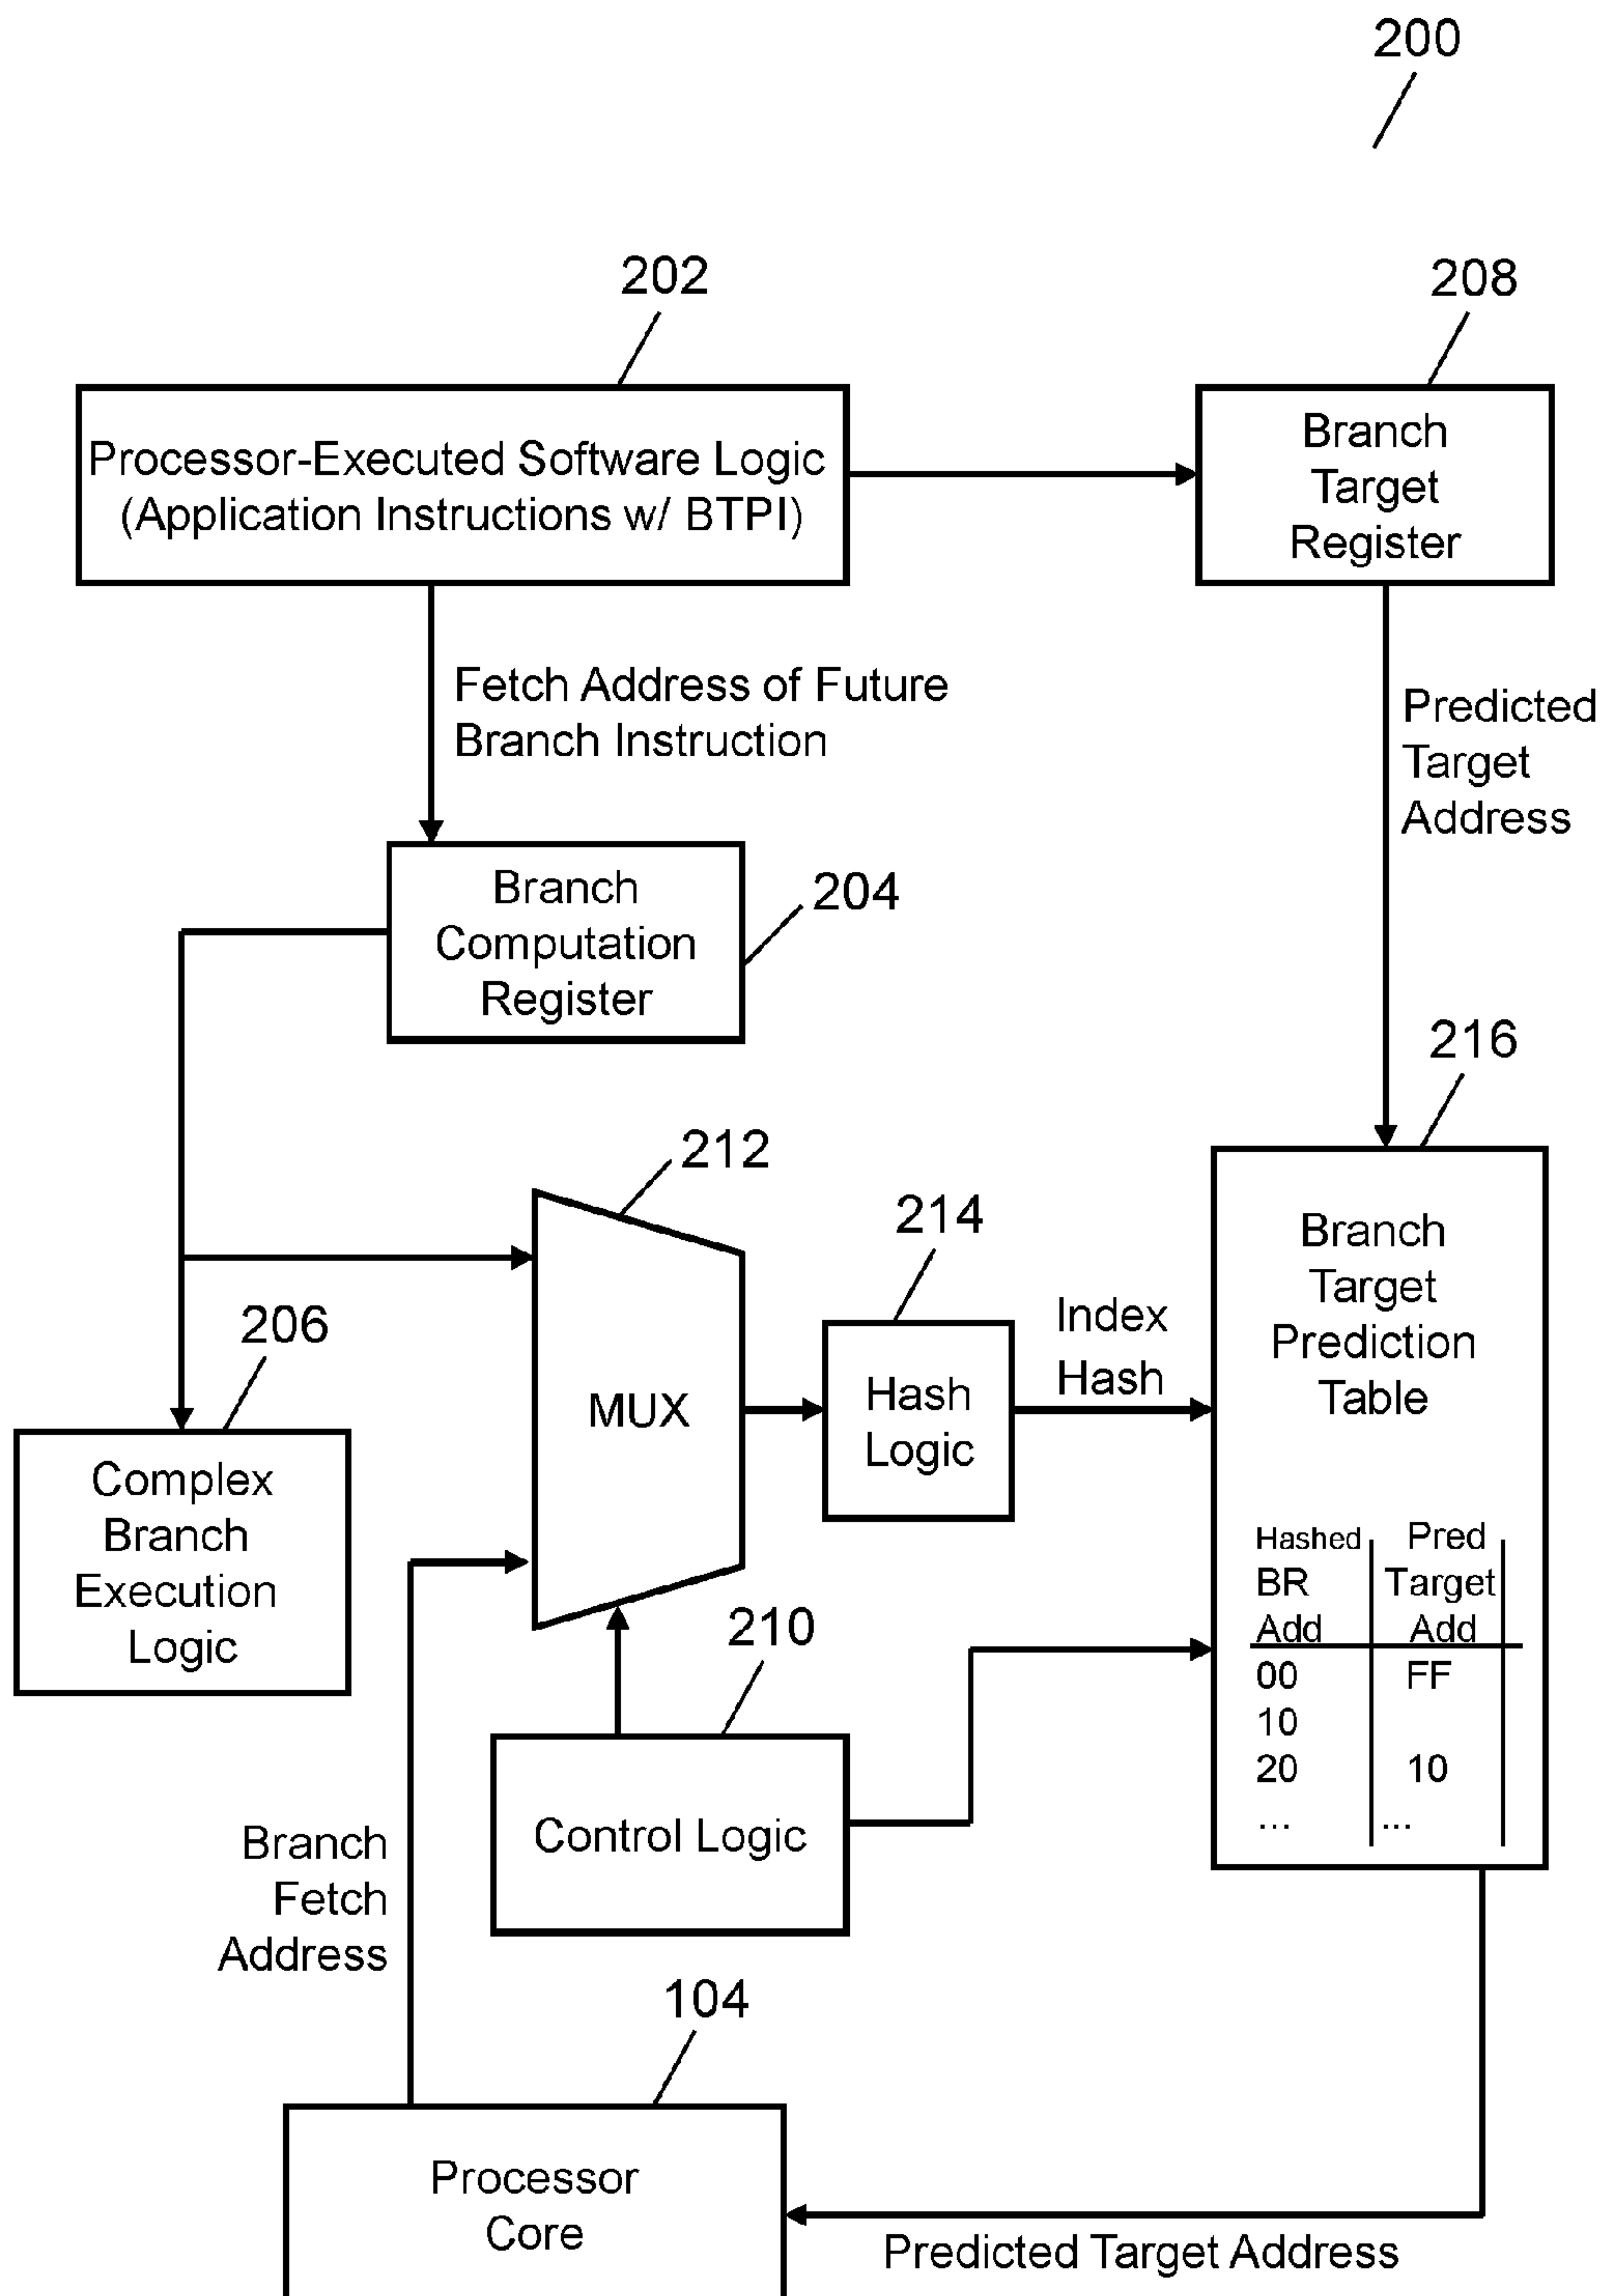 200
202
208
Processor-Executed Software Logic
(Application Instructions w/ BTPI)
Branch
Target
Register
Fetch Address of Future
Branch Instruction
Predicted
Target
Address
Branch
Computation
Register
204
216
212
214
206
MUX
Hash
Logic
Index
Hash
Branch
Target
Prediction
Table
Complex
Branch
Execution
Logic
Hashed Pred
BR Target
Add Add
00 FF
10
20 10
... ...
210
Control Logic
Branch
Fetch
Address
104
Processor
Core
Predicted Target Address